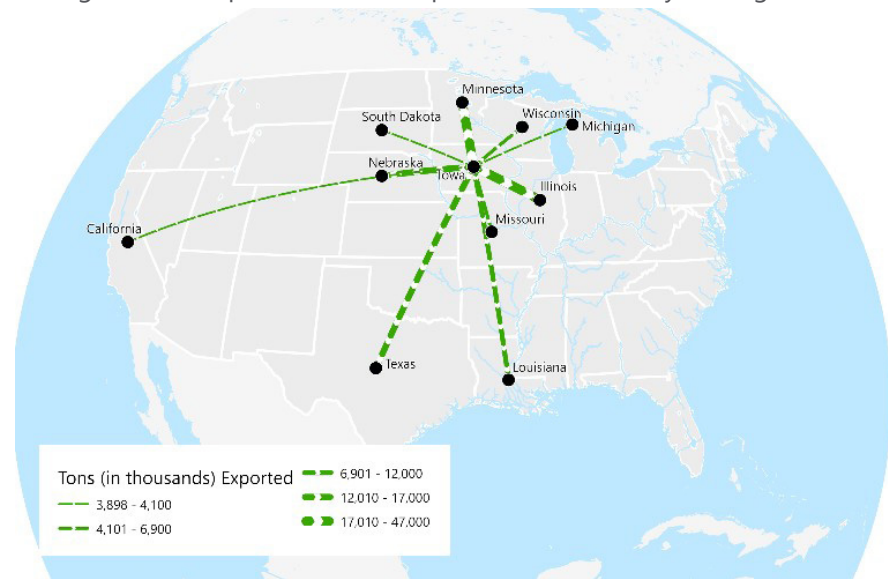 Minnesota
South Dakota
Wisconsin
Michigan
Nebraska
Iowa
Illinois
Missouri
California
Texas
Louisiana
Tons (in thousands) Exported
3,898 - 4,100
4,101 - 6,900
6,901 - 12,000
12,010 - 17,000
17,010 - 47,000